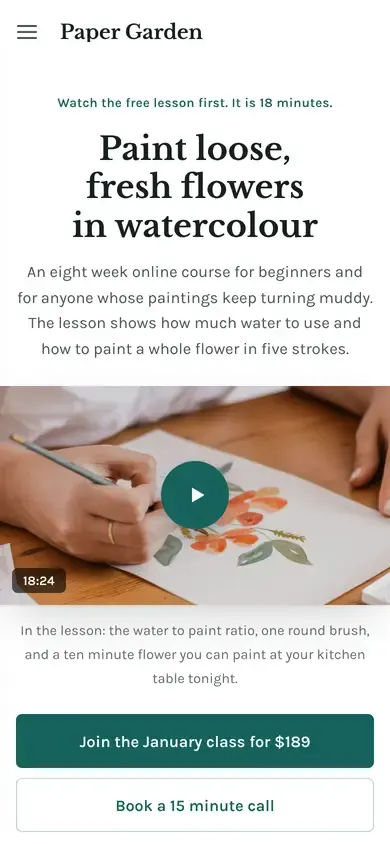 Paper Garden
Watch the free lesson first. It is 18 minutes.
Paint loose,
fresh flowers
in watercolour
An eight week online course for beginners and
for anyone whose paintings keep turning muddy.
The lesson shows how much water to use and
how to paint a whole flower in five strokes.
18:24
In the lesson: the water to paint ratio, one round brush,
and a ten minute flower you can paint at your kitchen
table tonight.
Join the January class for $189
Book a 15 minute call